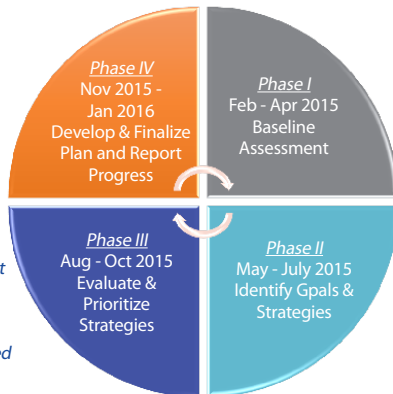 Phase IV
Nov 2015 -
Jan 2016
Develop & Finalize
Plan and Report
Progress
Phase I
Feb - Apr 2015
Baseline
Assessment
Phase III
Aug - Oct 2015
Evaluate &
Prioritize
Strategies
Phase II
May - July 2015
Identify Gpals &
Strategies